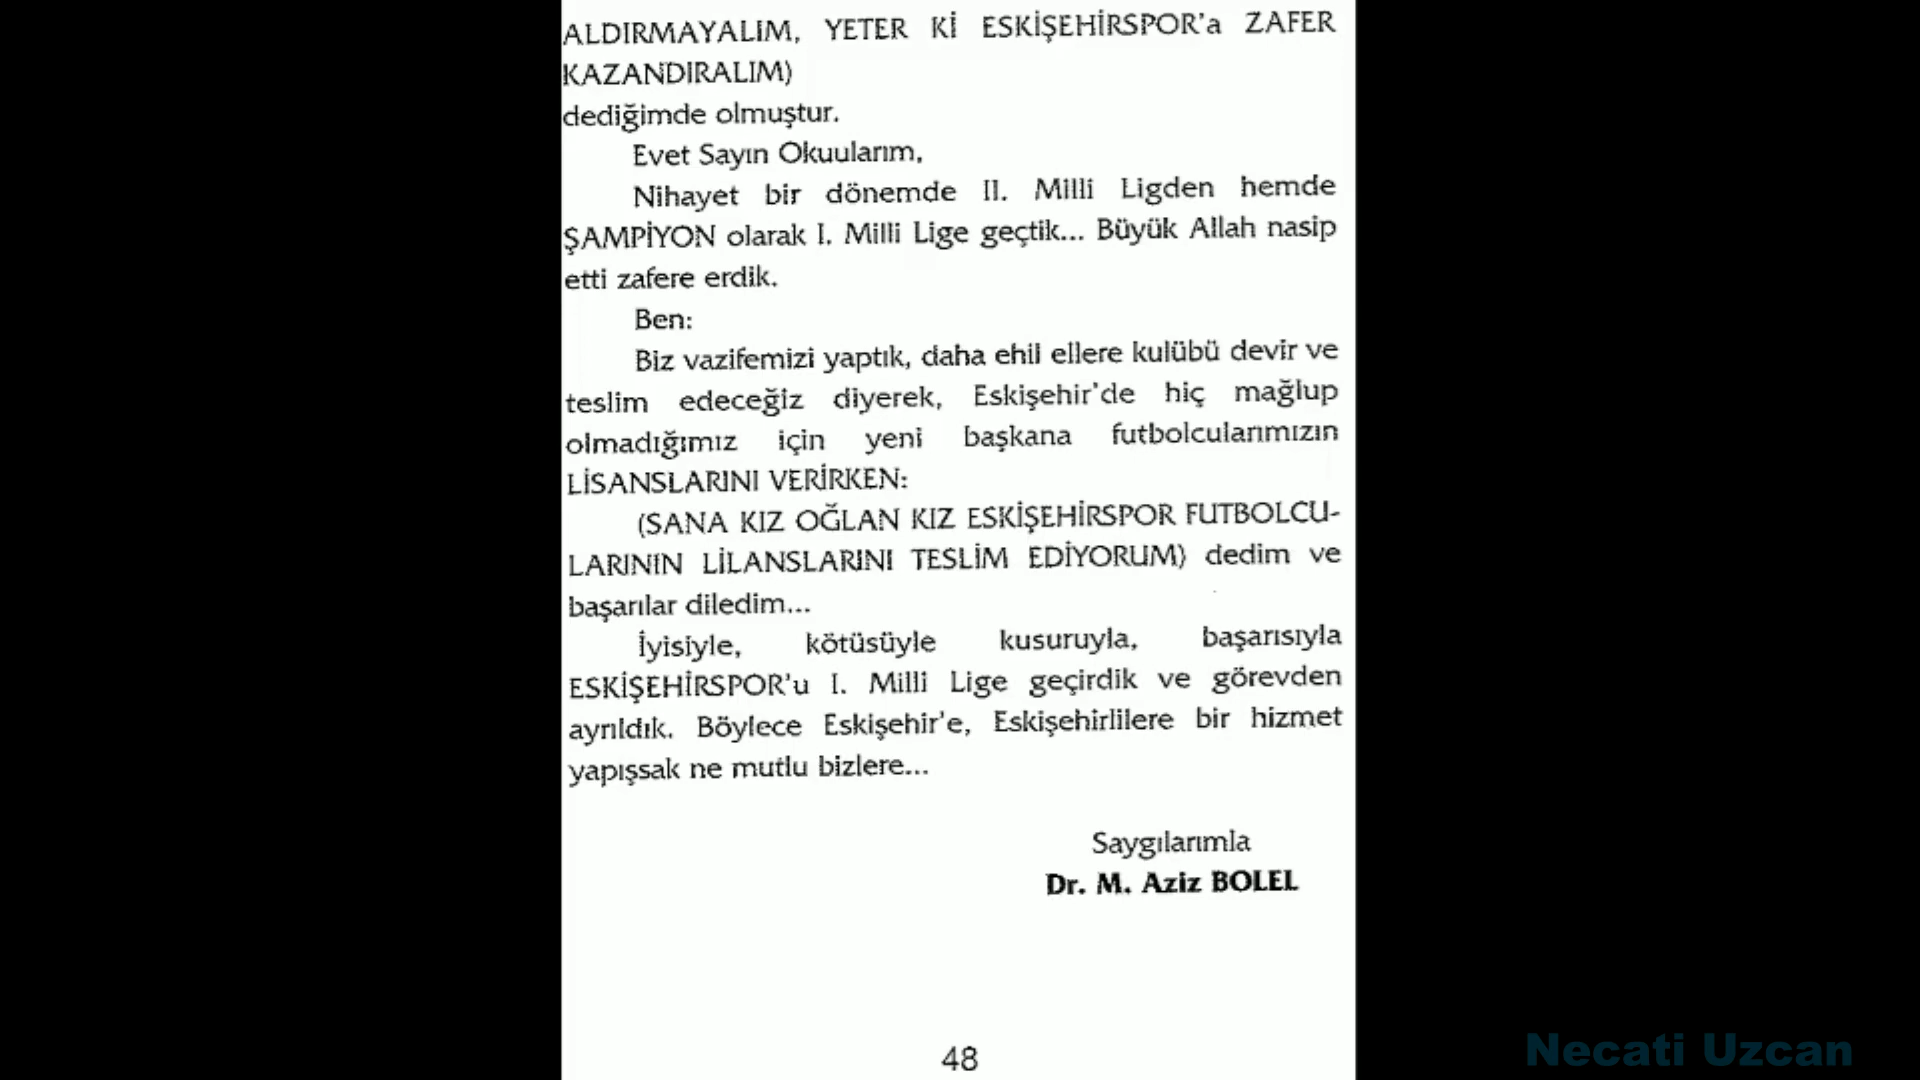 ALDIRMAYALIM, YETER Kİ ESKİŞEHİRSPOR'a ZAFER
KAZANDIRALIM)
dediğimde olmuştur.
Evet Sayın Okuularım,
Nihayet bir dönemde II. Milli Ligden hemde
ŞAMPİYON olarak I. Milli Lige geçtik... Büyük Allah nasip
etti zafere erdik.
Ben:
Biz vazifemizi yaptık, daha ehil ellere kulübü devir ve
teslim edeceğiz diyerek, Eskişehir'de hiç mağlup
olmadığımız için yeni başkana futbolcularımızın
LİSANSLARINI VERİRKEN:
(SANA KIZ OĞLAN KIZ ESKİŞEHİRSPOR FUTBOLCU-
LARININ LİLANSLARINI TESLİM EDİYORUM) dedim ve
başarılar diledim...
İyisiyle, kötüsüyle kusuruyla, başarısıyla
ESKİŞEHİRSPOR'u I. Milli Lige geçirdik ve görevden
ayrıldık. Böylece Eskişehir'e, Eskişehirlilere bir hizmet
yapışsak ne mutlu bizlere...
Saygılarımla
Dr. M. Aziz BOLEL
48
Necati Uzcan